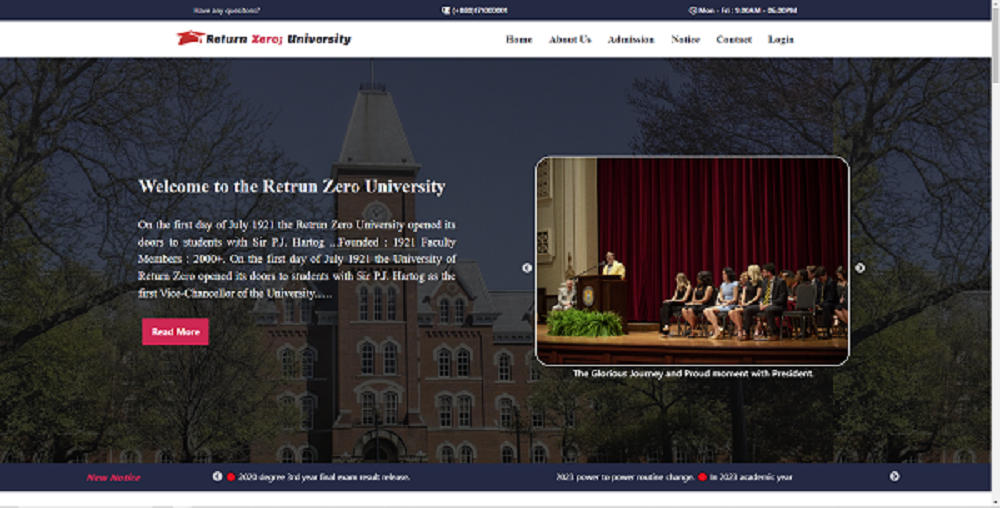 Have any questions?
Mon - Fri : 9:00AM - 05:00PM
Return Zero; University
Home About Us Admission Notice Contact Login
Welcome to the Retrun Zero University
On the first day of July 1921 the Retrun Zero University opened its
doors to students with Sir P.J. Hartog ...Founded : 1921 Faculty
Members : 2000+. On the first day of July 1921 the University of
Return Zero opened its doors to students with Sir P.J. Hartog as the
first Vice-Chancellor of the University......
Read More
The Glorious Journey and Proud moment with President.
New Notice
2020 degree 3rd year final exam result release.
2023 power to power routine change.
In 2023 academic year